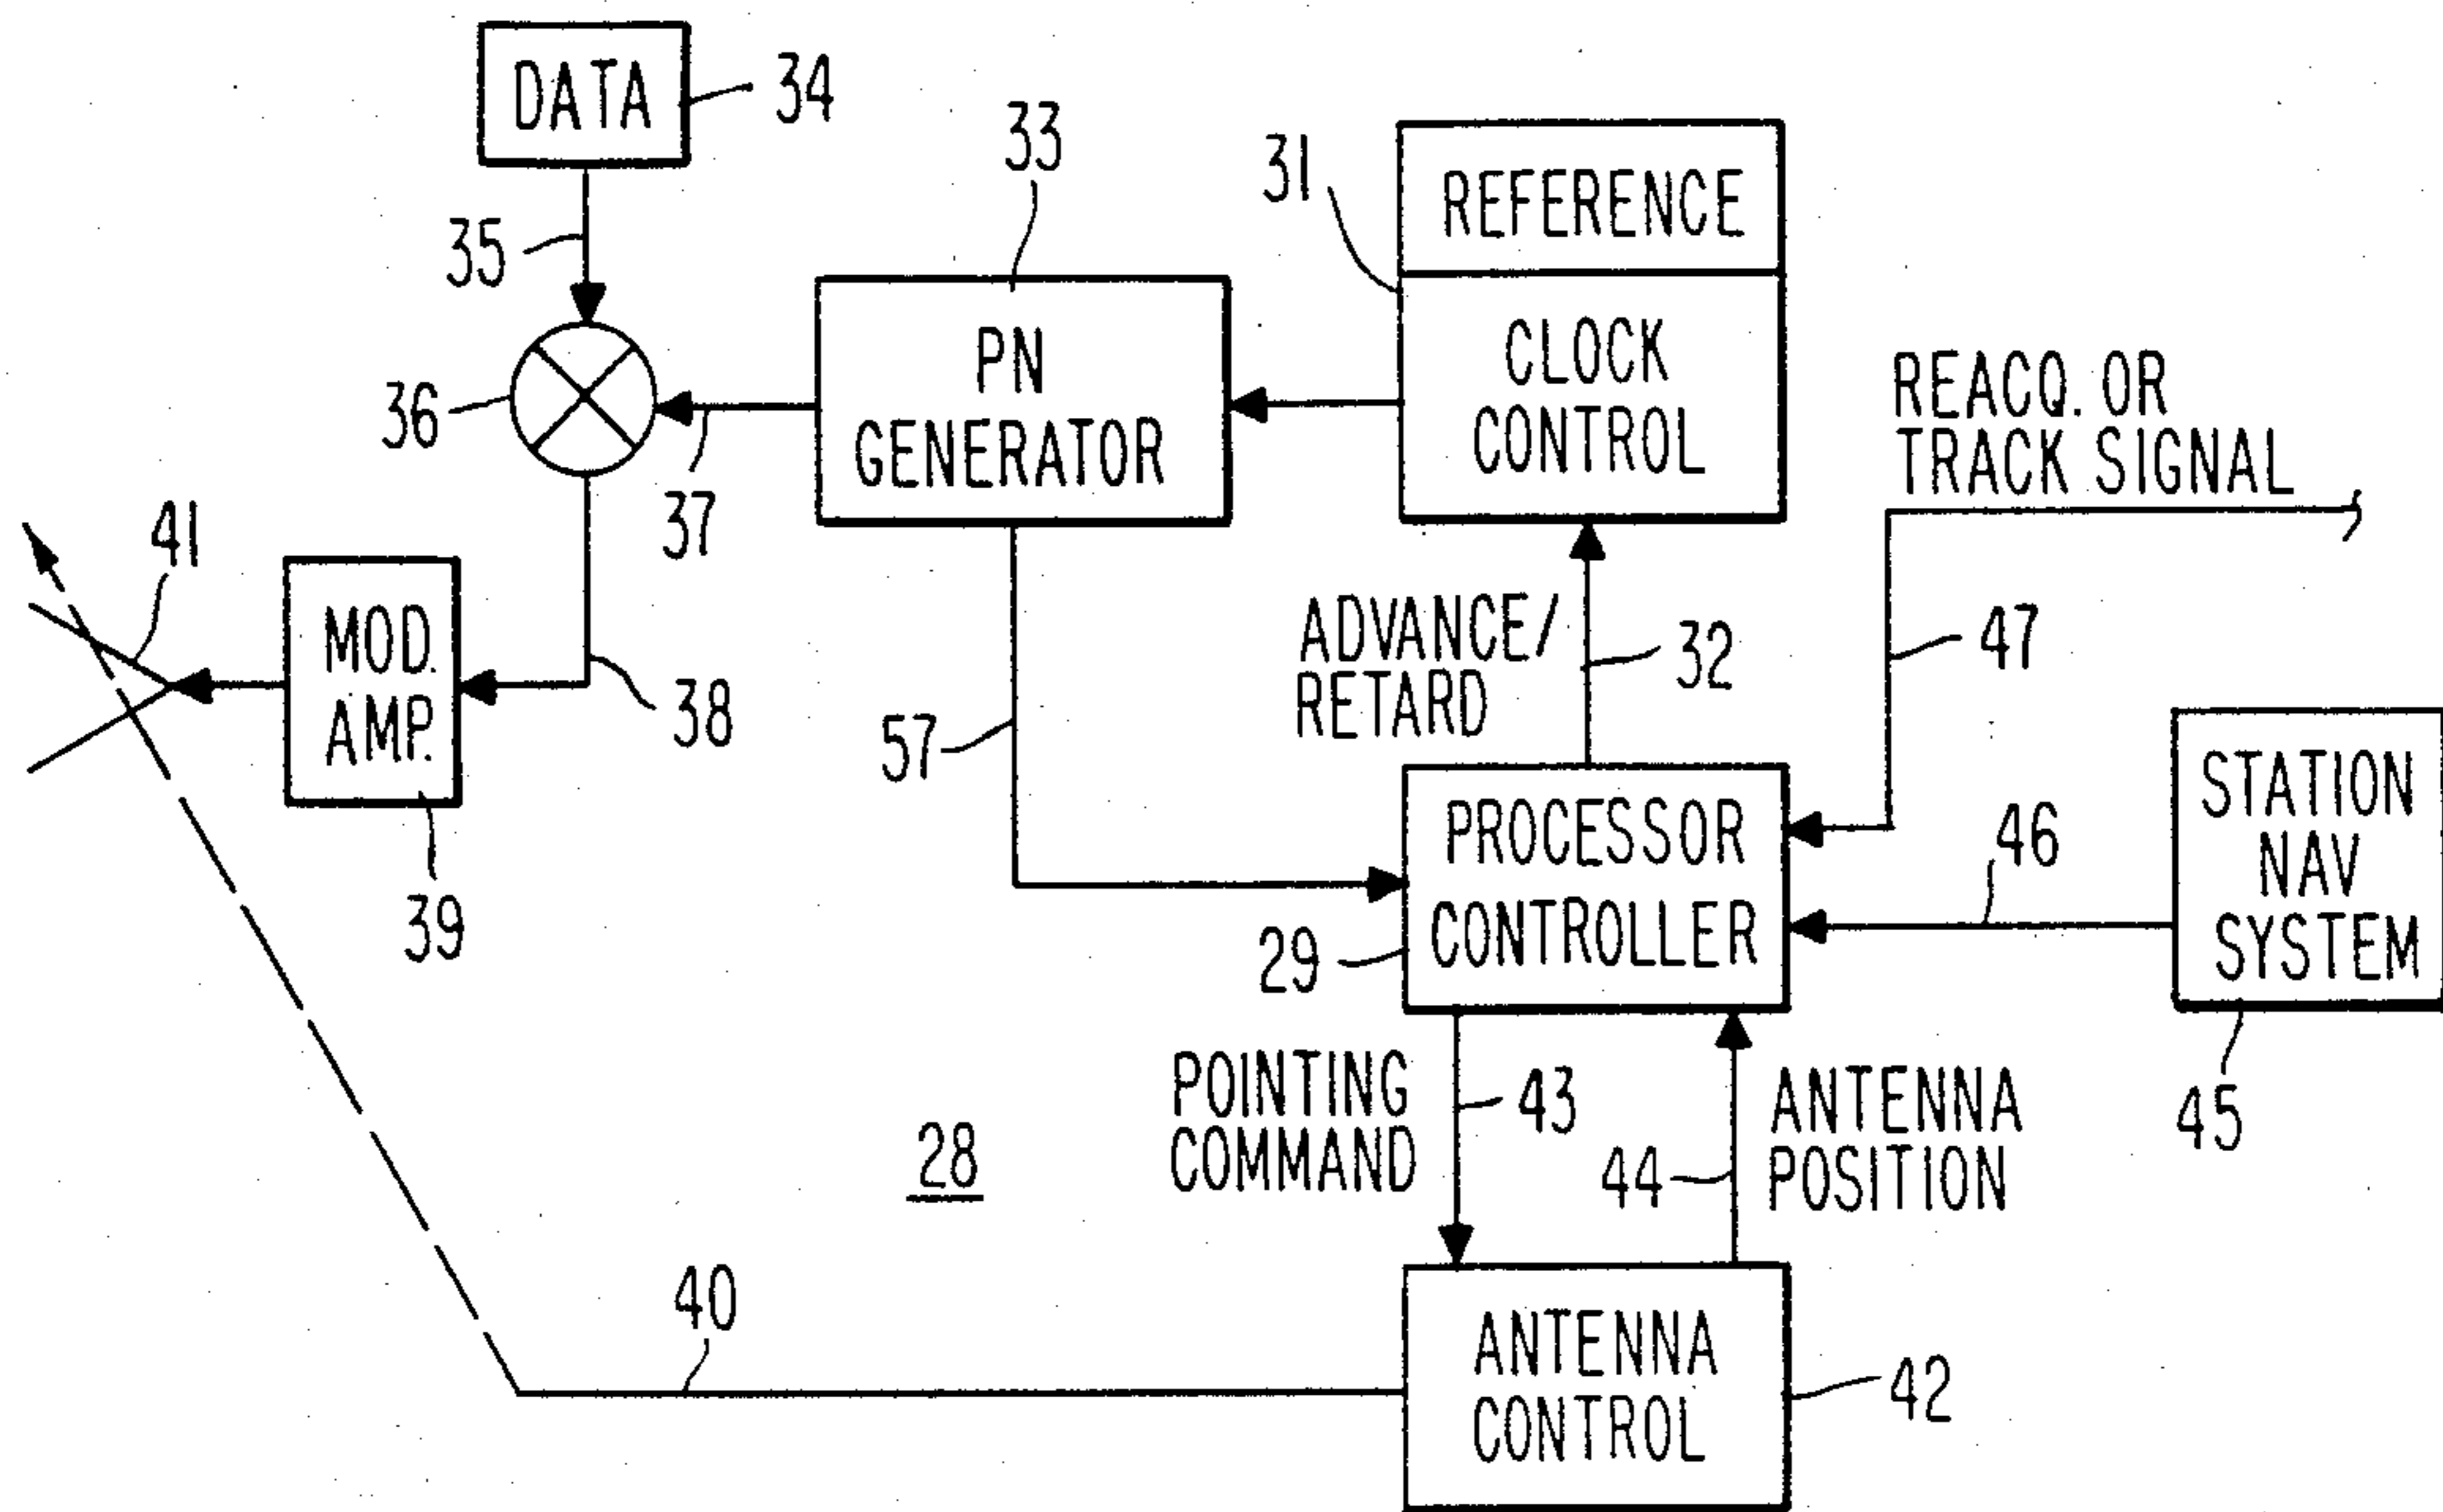 DATA
34
33
31
REFERENCE
35
PN
GENERATOR
CLOCK
CONTROL
REACQ. OR
TRACK SIGNAL
36
37
41
MOD.
AMP.
38
ADVANCE/
RETARD
32
47
57
39
PROCESSOR
CONTROLLER
29
46
STATION
NAV
SYSTEM
45
POINTING
COMMAND
43
44
ANTENNA
POSITION
28
40
ANTENNA
CONTROL
42